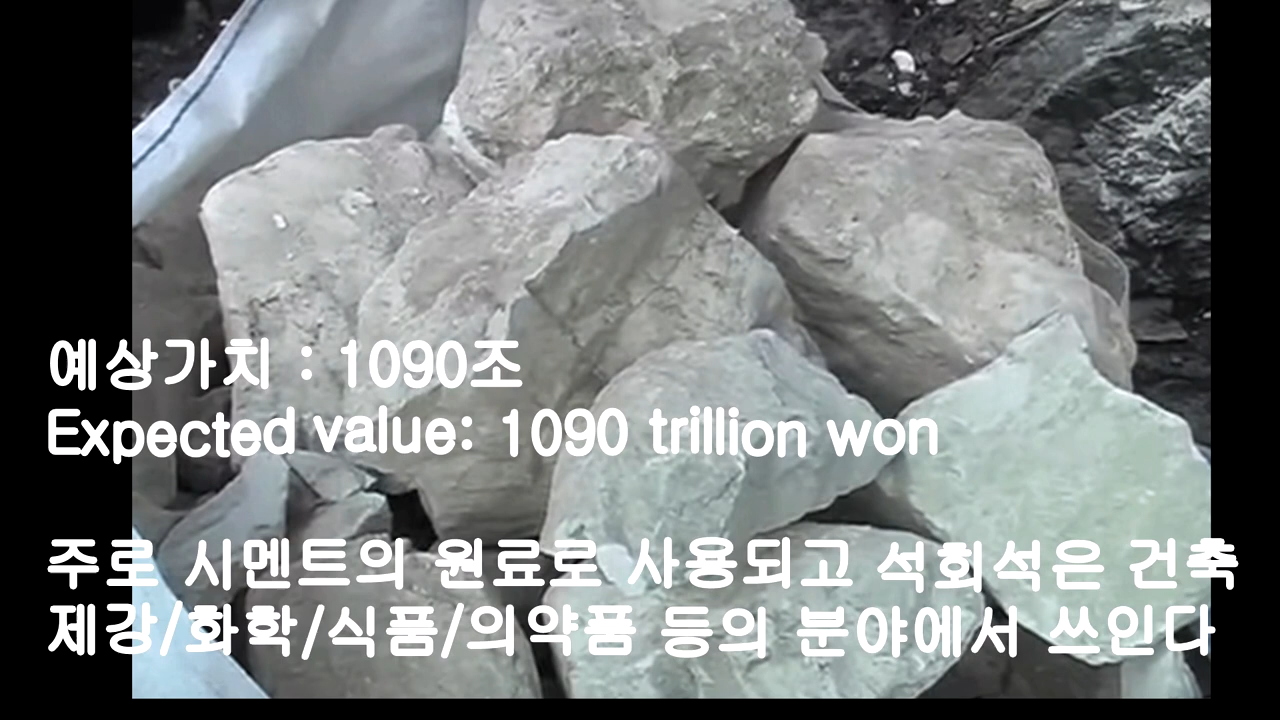 예상가치 : 1090조
Expected value: 1090 trillion won
주로 시멘트의 원료로 사용되고 석회석은 건축
제강/화학/식품/의약품 등의 분야에서 쓰인다